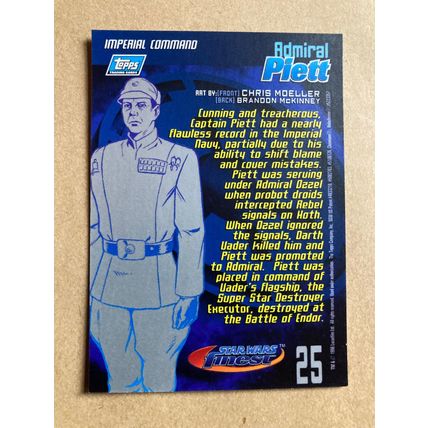 IMPERIAL COMMAND
Admiral
Piett
Topps
TRADING CARDS
ART BY:(FRONT) CHRIS MOELLER
(BACK) BRANDON McKINNEY
Cunning and treacherous,
Captain Piett had a nearly
flawless record in the Imperial
Navy, partially due to his
ability to shift blame
and cover mistakes.
Piett was serving
under Admiral Ozzel
when probot droids
intercepted Rebel
signals on Hoth.
When Ozzel ignored
the signals, Darth
Vader killed him and
Piett was promoted
to Admiral. Piett was
placed in command of
Vader's flagship, the
Super Star Destroyer
Executor, destroyed at
the Battle of Endor.
STAR WARS
finest
TM
25